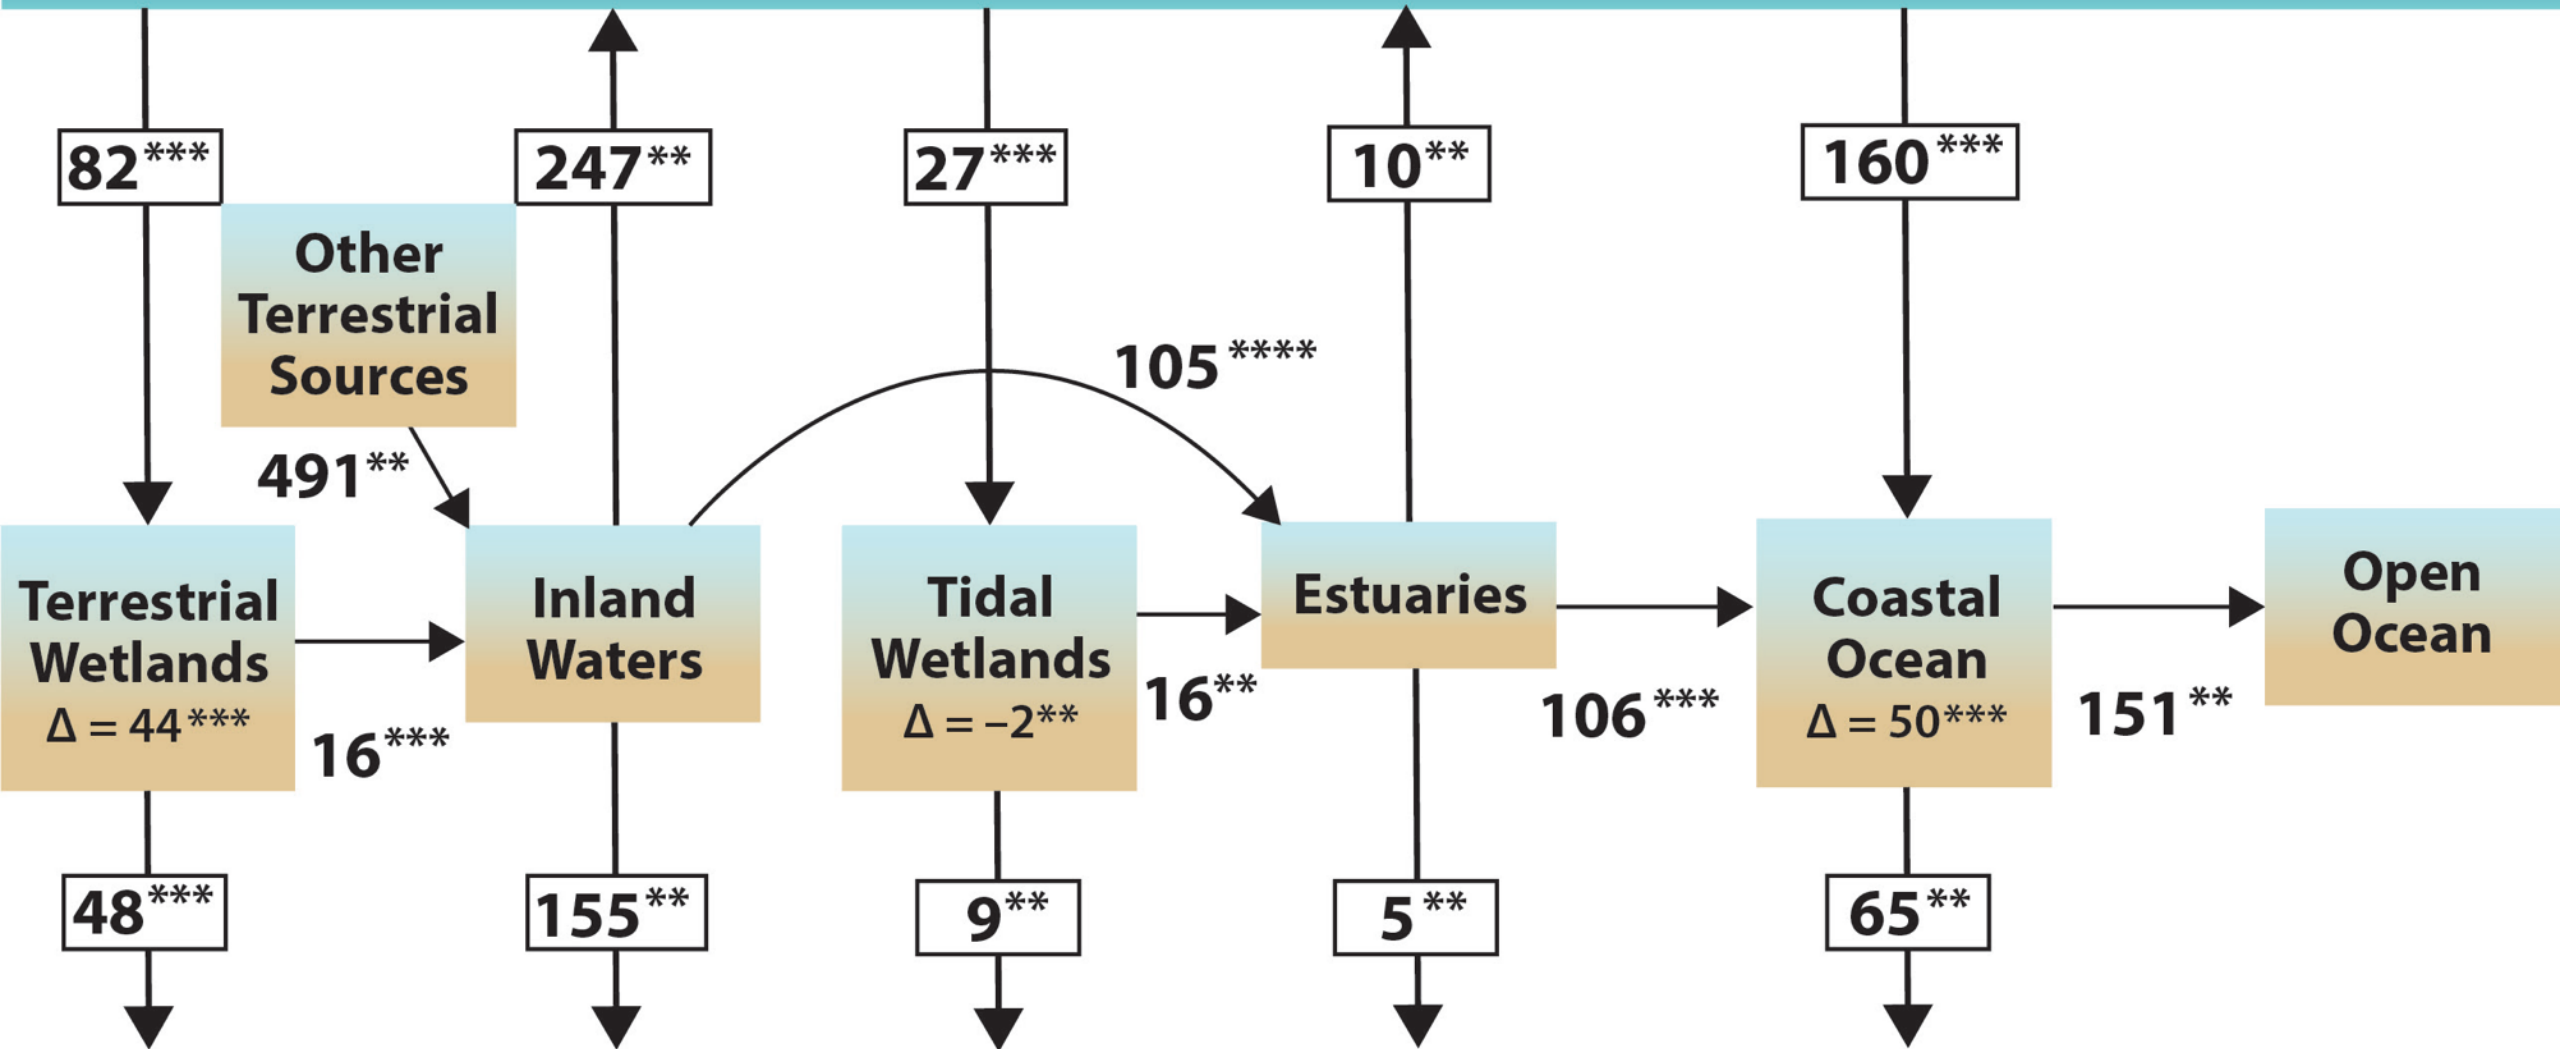 82***
247**
27***
10**
160***
Other
Terrestrial
Sources
105****
491**
Terrestrial
Wetlands
Δ = 44***
16***
Inland
Waters
Tidal
Wetlands
Δ = –2**
16**
Estuaries
106***
Coastal
Ocean
Δ = 50***
151**
Open
Ocean
48***
155**
9**
5**
65**